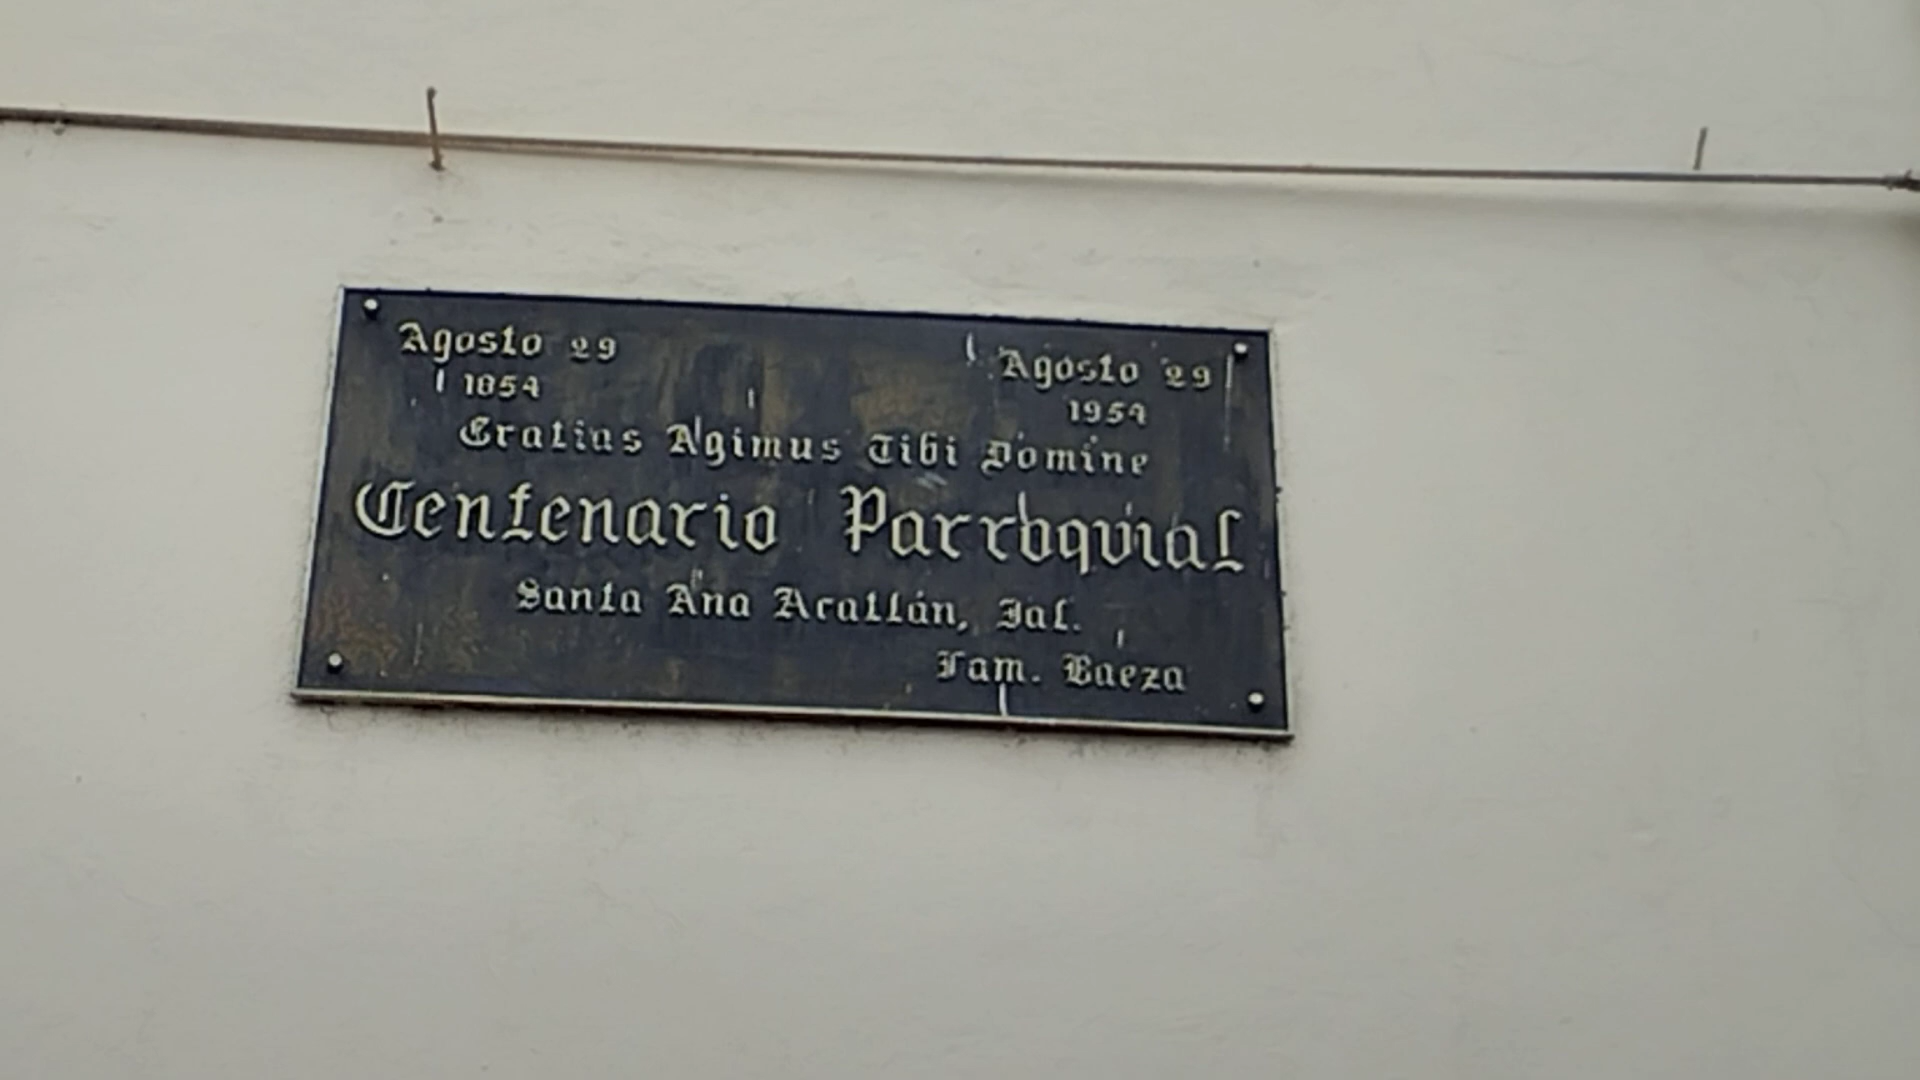 Agosto 29 Agosto 29
1854 1954
Gratias Agimus Tibi Domine
Centenario Parroquial
Santa Ana Acatlán, Jal.
Fam. Baeza